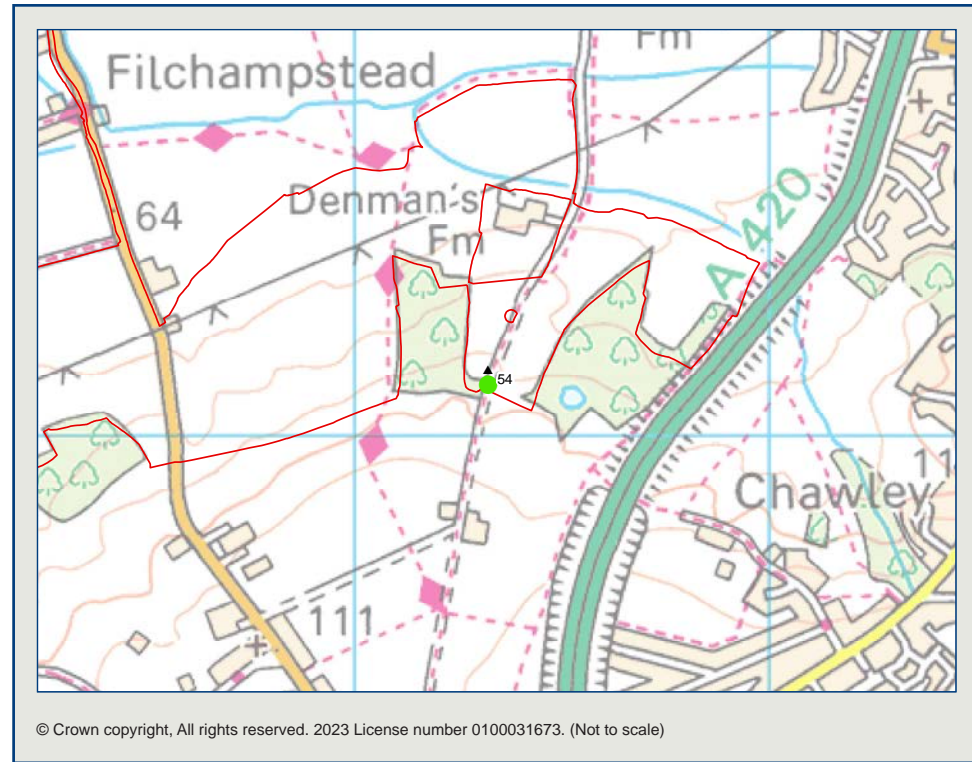 Fm
Filchampstead
Denman's
Fm
64
A 420
54
11
Chawley
111
© Crown copyright, All rights reserved. 2023 License number 0100031673. (Not to scale)